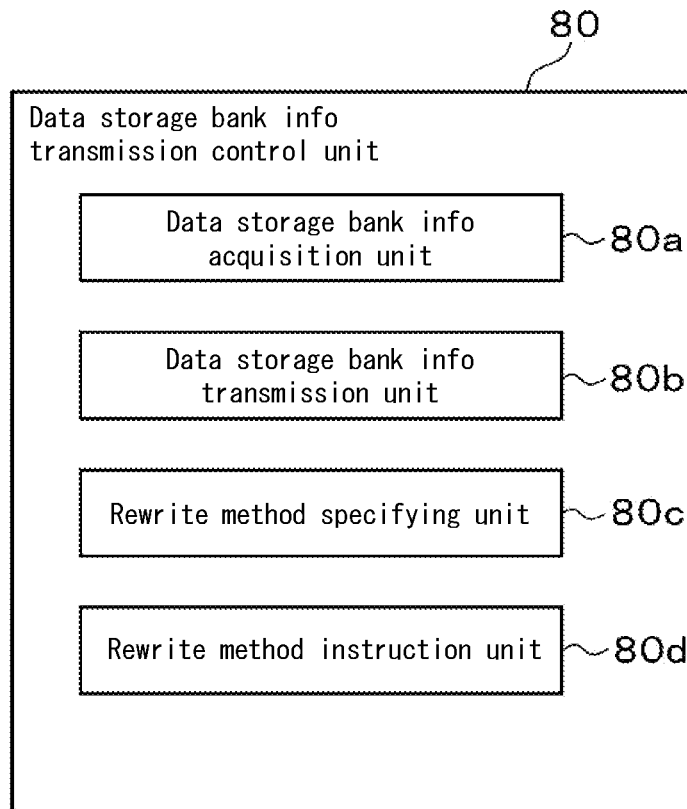 80
Data storage bank info
transmission control unit
Data storage bank info
acquisition unit
80a
Data storage bank info
transmission unit
80b
Rewrite method specifying unit
80c
Rewrite method instruction unit
80d